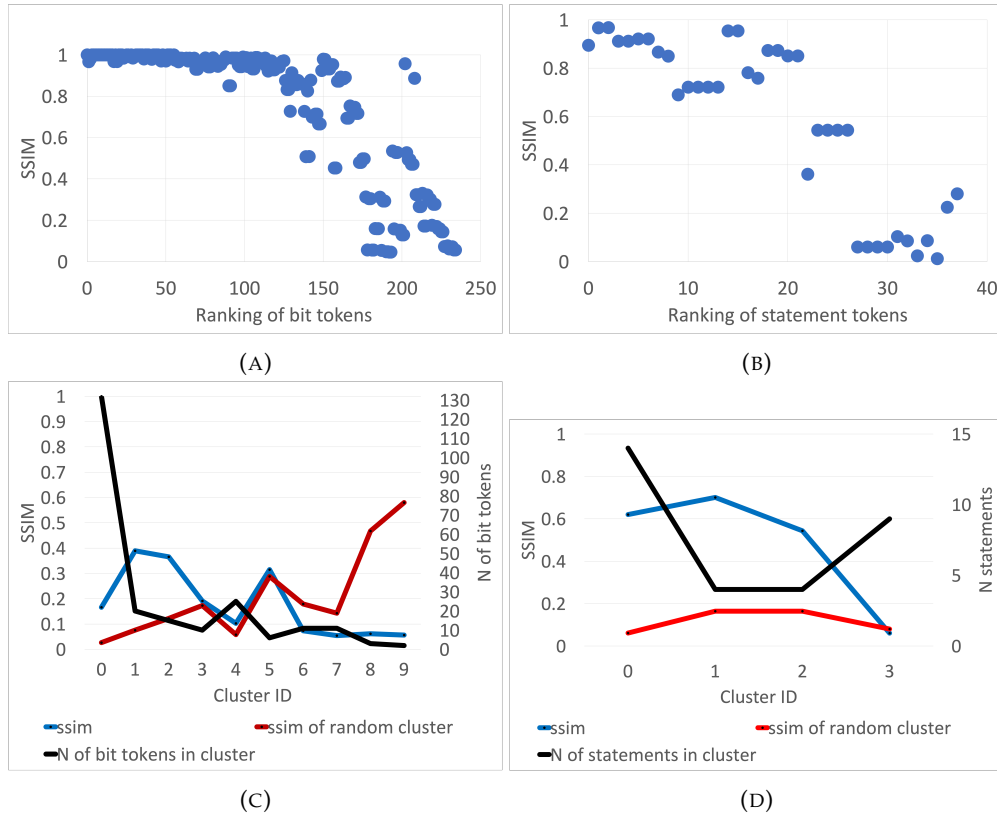 1
0.8
0.6
0.4
0.2
0
SSIM
0 50 100 150 200 250
Ranking of bit tokens
(A)
1
0.8
0.6
0.4
0.2
0
SSIM
0 10 20 30 40
Ranking of statement tokens
(B)
1
0.9
0.8
0.7
0.6
0.5
0.4
0.3
0.2
0.1
0
SSIM
130
120
110
100
90
80
70
60
50
40
30
20
10
0
N of bit tokens
0 1 2 3 4 5 6 7 8 9
Cluster ID
ssim ssim of random cluster
N of bit tokens in cluster
(C)
1
0.8
0.6
0.4
0.2
0
SSIM
15
10
5
0
N statements
0 1 2 3
Cluster ID
ssim ssim of random cluster
N of statements in cluster
(D)